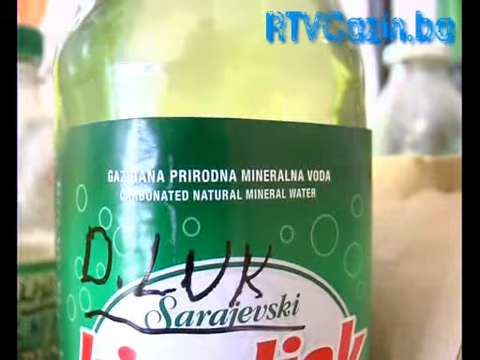 RTVCazin.ba
GAZIRANA PRIRODNA MINERALNA VODA
CARBONATED NATURAL MINERAL WATER
D. LUK
Sarajevski